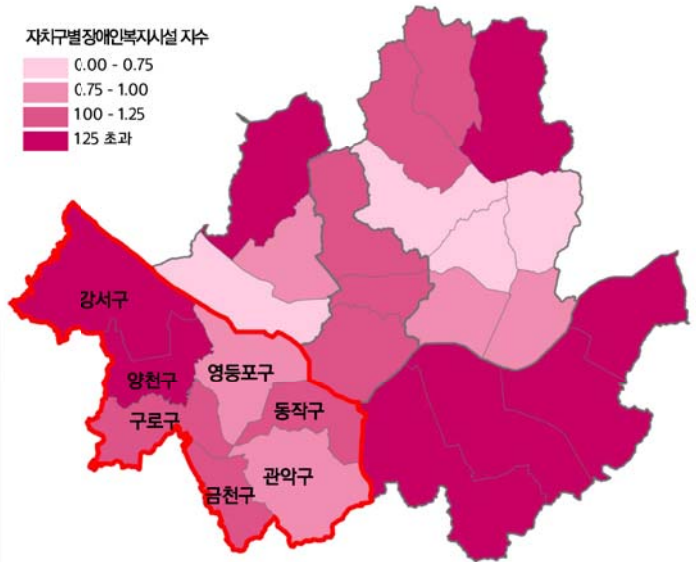 자치구별장애인복지시설 지수
0.00 - 0.75
0.75 - 1.00
100 - 1.25
125 초과
강서구
양천구
영등포구
구로구
동작구
금천구
관악구